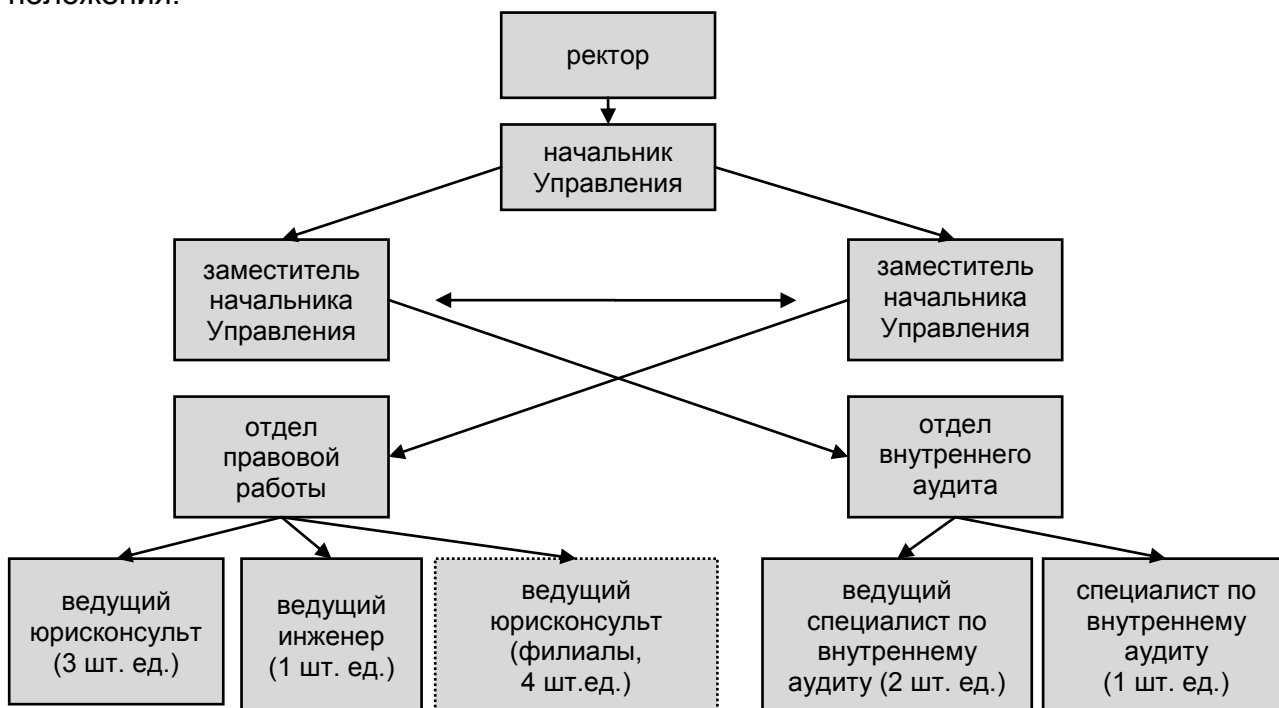 положения.
ректор
начальник
Управления
заместитель
начальника
Управления
заместитель
начальника
Управления
отдел
правовой
работы
отдел
внутреннего
аудита
ведущий
юрисконсульт
(3 шт. ед.)
ведущий
инженер
(1 шт. ед.)
ведущий
юрисконсульт
(филиалы,
4 шт.ед.)
ведущий
специалист по
внутреннему
аудиту (2 шт. ед.)
специалист по
внутреннему
аудиту
(1 шт. ед.)